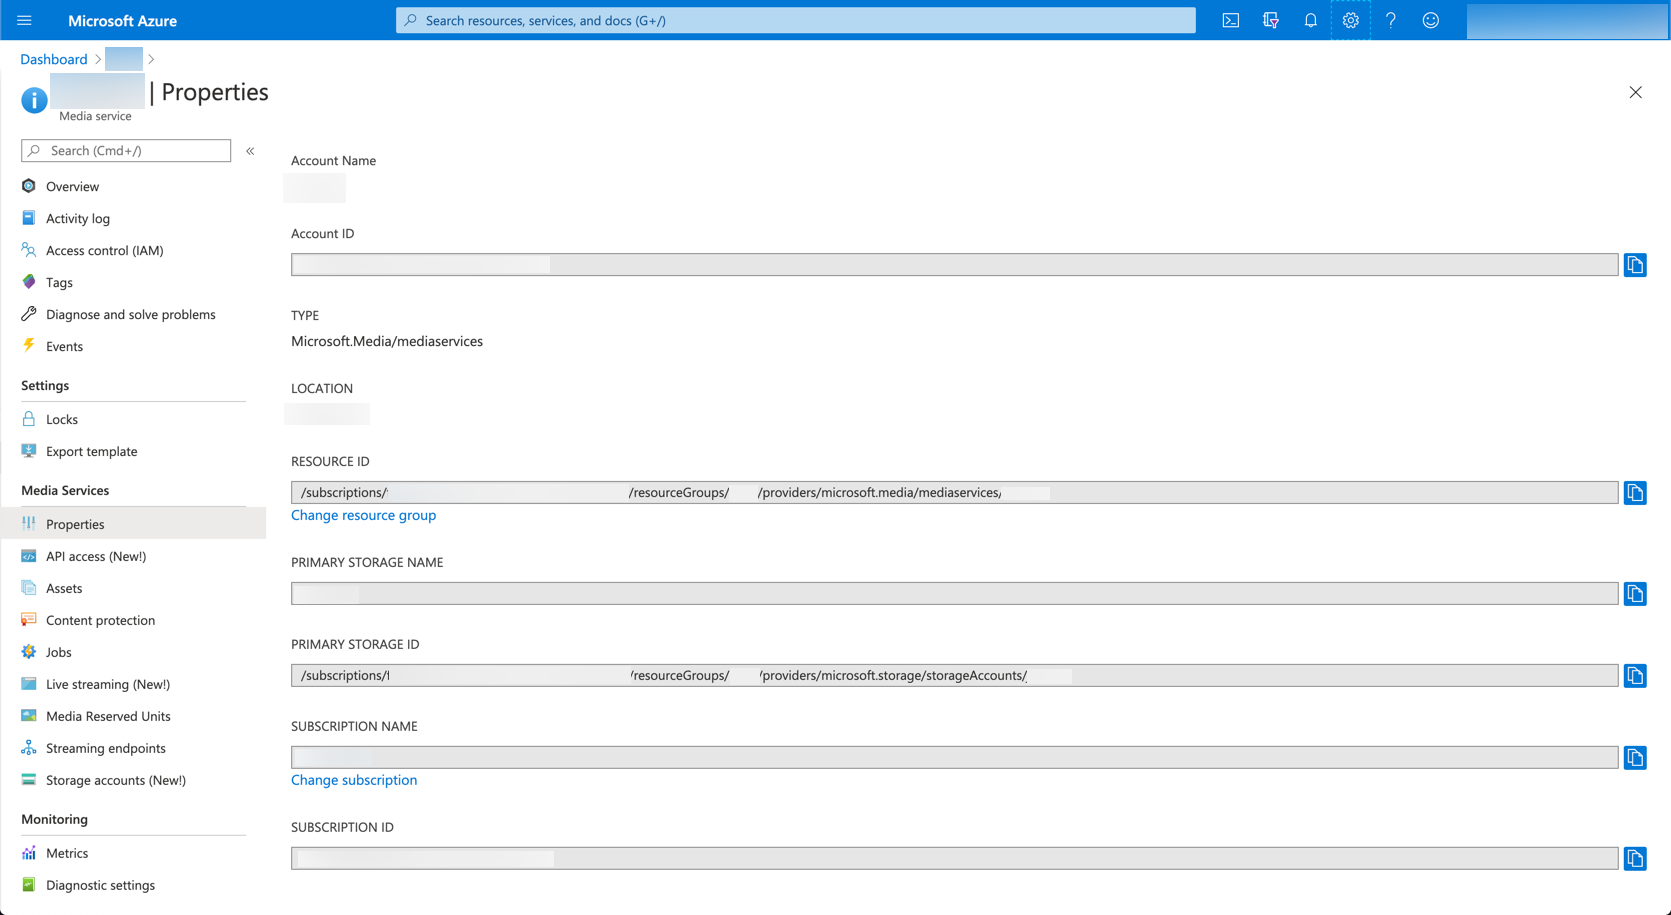 Microsoft Azure
Search resources, services, and docs (G+/)
Dashboard
| Properties
Media service
Search (Cmd+/)
Overview
Activity log
Access control (IAM)
Tags
Diagnose and solve problems
Events
Settings
Locks
Export template
Media Services
Properties
API access (New!)
Assets
Content protection
Jobs
Live streaming (New!)
Media Reserved Units
Streaming endpoints
Storage accounts (New!)
Monitoring
Metrics
Diagnostic settings
Account Name
Account ID
TYPE
Microsoft.Media/mediaservices
LOCATION
RESOURCE ID
/subscriptions/ /resourceGroups/ /providers/microsoft.media/mediaservices/
Change resource group
PRIMARY STORAGE NAME
PRIMARY STORAGE ID
/subscriptions/ /resourceGroups/ /providers/microsoft.storage/storageAccounts/
SUBSCRIPTION NAME
Change subscription
SUBSCRIPTION ID